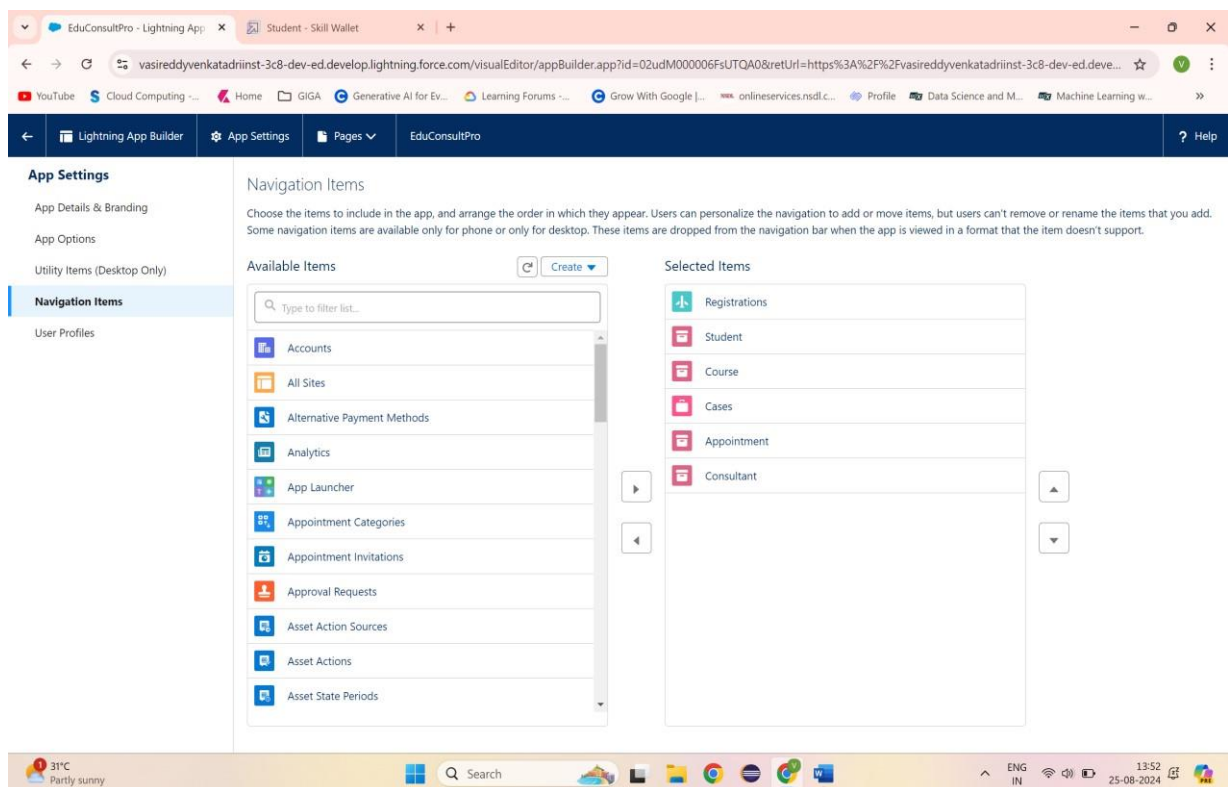 EduConsultPro - Lightning App
Student - Skill Wallet
vasireddyvenkatadriinst-3c8-dev-ed.develop.lightning.force.com/visualEditor/appBuilder.app?id=02udM000006FsUTQA0&retUrl=https%3A%2F%2Fvasireddyvenkatadriinst-3c8-dev-ed.deve...
V
YouTube
Cloud Computing -...
Home
GIGA
Generative AI for Ev...
Learning Forums -...
Grow With Google |...
onlineservices.nsdl.c...
Profile
Data Science and M...
Machine Learning w...
Lightning App Builder
App Settings
Pages
EduConsultPro
? Help
App Settings
App Details & Branding
App Options
Utility Items (Desktop Only)
Navigation Items
User Profiles
Navigation Items
Choose the items to include in the app, and arrange the order in which they appear. Users can personalize the navigation to add or move items, but users can't remove or rename the items that you add.
Some navigation items are available only for phone or only for desktop. These items are dropped from the navigation bar when the app is viewed in a format that the item doesn't support.
Available Items
Create
Type to filter list...
Accounts
All Sites
Alternative Payment Methods
Analytics
App Launcher
Appointment Categories
Appointment Invitations
Approval Requests
Asset Action Sources
Asset Actions
Asset State Periods
Selected Items
Registrations
Student
Course
Cases
Appointment
Consultant
1
31°C
Partly sunny
Search
ENG
IN
13:52
25-08-2024